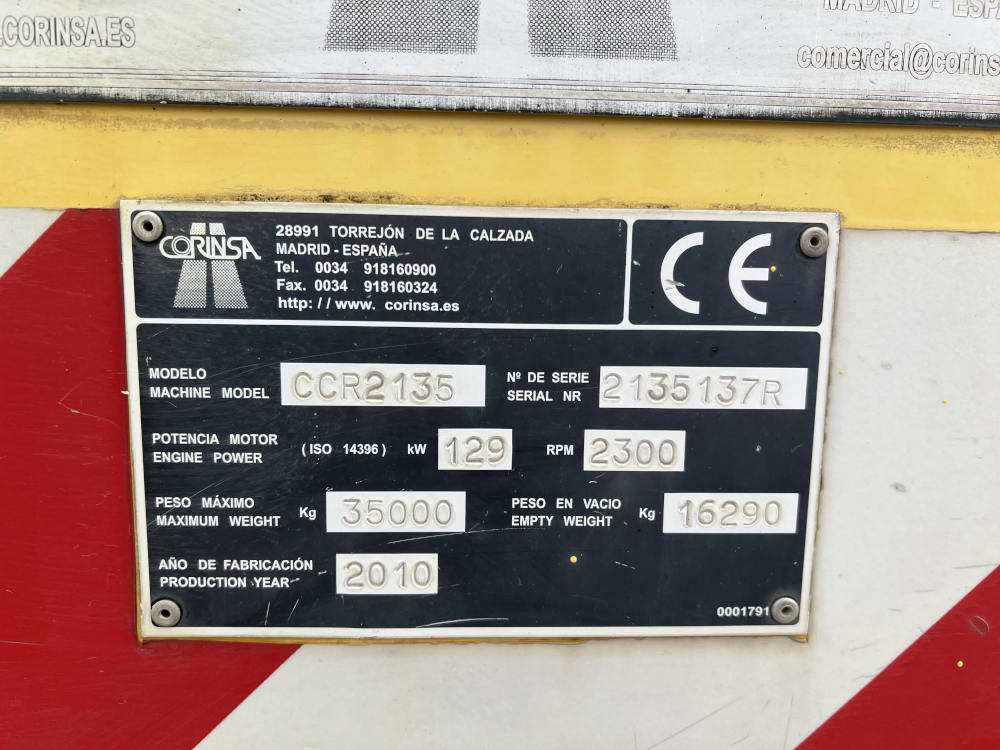 .CORINSA.ES
MADRID - ESPA
comercial@corins
CORINSA
28991 TORREJÓN DE LA CALZADA
MADRID - ESPAÑA
Tel. 0034 918160900
Fax. 0034 918160324
http: / / www. corinsa.es
CE
MODELO
MACHINE MODEL
CCR2135
Nº DE SERIE
SERIAL NR
2135137R
POTENCIA MOTOR
ENGINE POWER
( ISO 14396 ) kW
129
RPM
2300
PESO MÁXIMO
MAXIMUM WEIGHT
Kg
35000
PESO EN VACIO
EMPTY WEIGHT
Kg
16290
AÑO DE FABRICACIÓN
PRODUCTION YEAR
2010
0001791